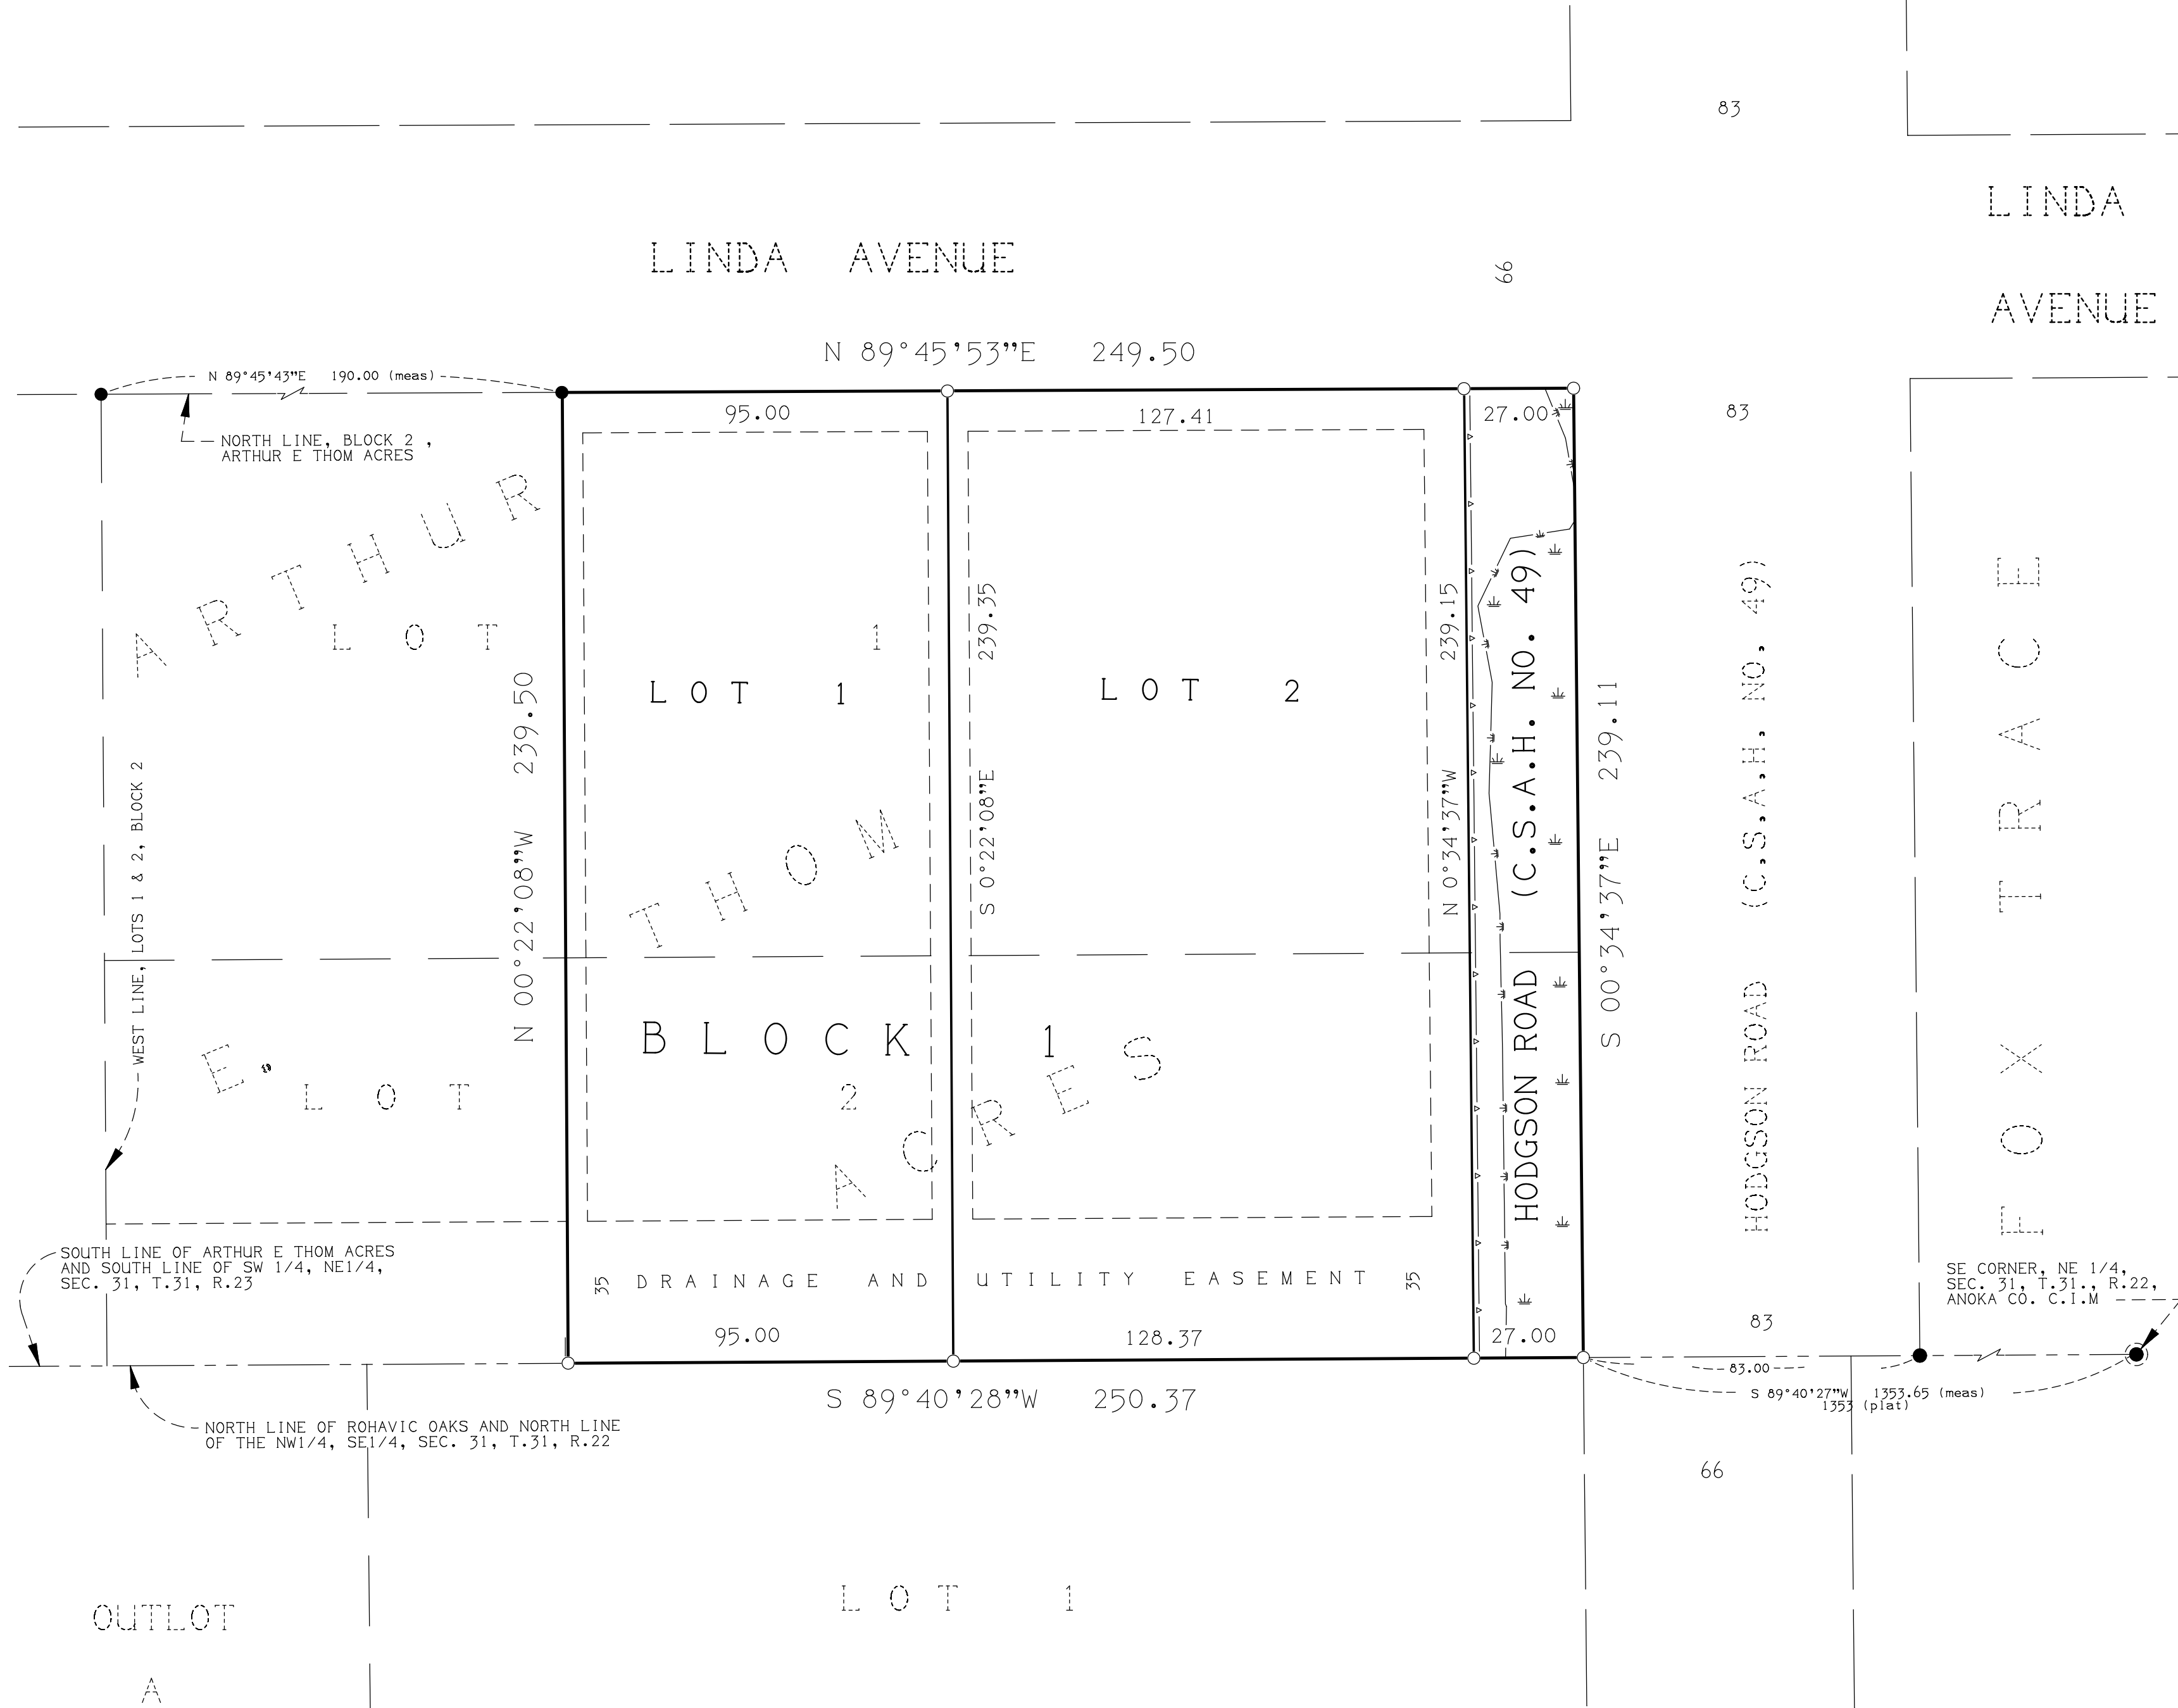 83
LINDA
LINDA AVENUE
66
AVENUE
N 89°45'53"E 249.50
N 89°45'43"E 190.00 (meas)
95.00
127.41
27.00
83
NORTH LINE, BLOCK 2 ,
ARTHUR E THOM ACRES
ARTHUR
LOT 1
LOT 1
LOT 2
239.35
S 0°22'08"E
239.15
N 0°34'37"W
N 00°22'08"W 239.50
S 00°34'37"E 239.11
HODGSON ROAD (C.S.A.H. NO. 49)
HODGSON ROAD (C.S.A.H. NO. 49)
FOX TRACE
WEST LINE, LOTS 1 & 2, BLOCK 2
THOM
E.
LOT 2
BLOCK 1
ACRES
SOUTH LINE OF ARTHUR E THOM ACRES
AND SOUTH LINE OF SW 1/4, NE1/4,
SEC. 31, T.31, R.23
35 DRAINAGE AND UTILITY EASEMENT 35
SE CORNER, NE 1/4,
SEC. 31, T.31., R.22,
ANOKA CO. C.I.M
95.00
128.37
27.00
83
83.00
S 89°40'28"W 250.37
S 89°40'27"W 1353.65 (meas)
1353 (plat)
NORTH LINE OF ROHAVIC OAKS AND NORTH LINE
OF THE NW1/4, SE1/4, SEC. 31, T.31, R.22
66
LOT 1
OUTLOT
A